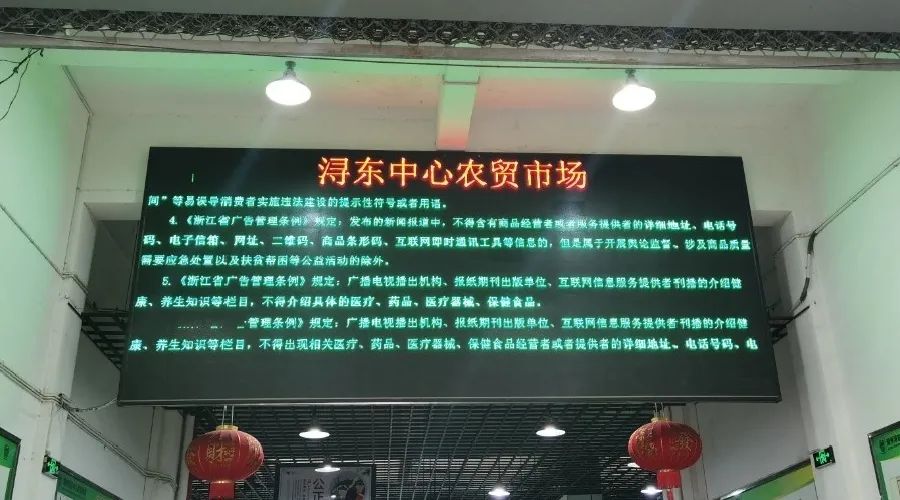 浔东中心农贸市场
间”等易误导消费者实施违法建设的提示性符号或者用语。
4.《浙江省广告管理条例》规定：发布的新闻报道中，不得含有商品经营者或者服务提供者的详细地址、电话号
码、电子信箱、网址、二维码、商品条形码、互联网即时通讯工具等信息的，但是属于开展舆论监督、涉及商品质量
需要应急处置以及扶贫帮困等公益活动的除外。
5.《浙江省广告管理条例》规定：广播电视播出机构、报纸期刊出版单位、互联网信息服务提供者刊播的介绍健
康、养生知识等栏目，不得介绍具体的医疗、药品、医疗器械、保健食品。
管理条例》规定：广播电视播出机构、报纸期刊出版单位、互联网信息服务提供者刊播的介绍健
康、养生知识等栏目，不得出现相关医疗、药品、医疗器械、保健食品经营者或者提供者的详细地址、电话号码、电
公正